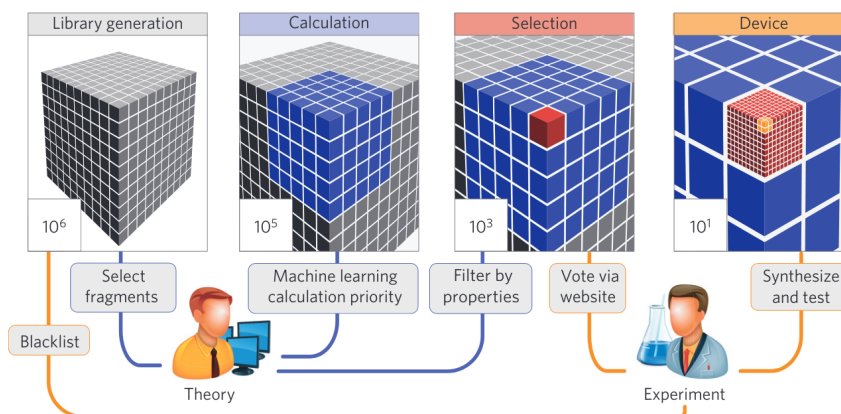 Library generation
Calculation
Selection
Device
10⁶
10⁵
10³
10¹
Select
fragments
Machine learning
calculation priority
Filter by
properties
Vote via
website
Synthesize
and test
Blacklist
Theory
Experiment